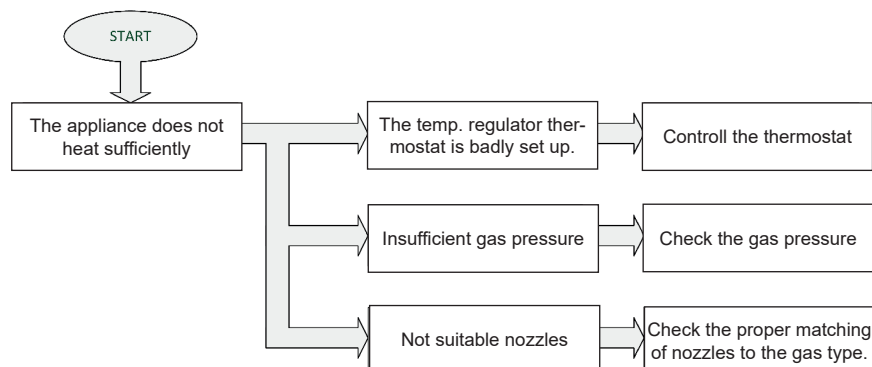 START
The appliance does not
heat sufficiently
The temp. regulator ther-
mostat is badly set up.
Controll the thermostat
Insufficient gas pressure
Check the gas pressure
Not suitable nozzles
Check the proper matching
of nozzles to the gas type.